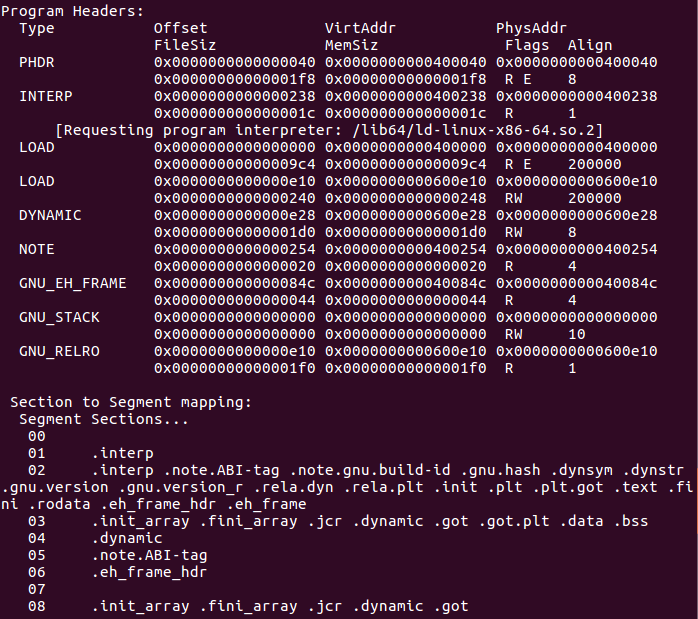 Program Headers:
  Type           Offset             VirtAddr           PhysAddr
                 FileSiz            MemSiz              Flags  Align
  PHDR           0x0000000000000040 0x0000000000400040 0x0000000000400040
                 0x00000000000001f8 0x00000000000001f8  R E    8
  INTERP         0x0000000000000238 0x0000000000400238 0x0000000000400238
                 0x000000000000001c 0x000000000000001c  R      1
      [Requesting program interpreter: /lib64/ld-linux-x86-64.so.2]
  LOAD           0x0000000000000000 0x0000000000400000 0x0000000000400000
                 0x00000000000009c4 0x00000000000009c4  R E    200000
  LOAD           0x0000000000000e10 0x0000000000600e10 0x0000000000600e10
                 0x0000000000000240 0x0000000000000248  RW     200000
  DYNAMIC        0x0000000000000e28 0x0000000000600e28 0x0000000000600e28
                 0x00000000000001d0 0x00000000000001d0  RW     8
  NOTE           0x0000000000000254 0x0000000000400254 0x0000000000400254
                 0x0000000000000020 0x0000000000000020  R      4
  GNU_EH_FRAME   0x000000000000084c 0x000000000040084c 0x000000000040084c
                 0x0000000000000044 0x0000000000000044  R      4
  GNU_STACK      0x0000000000000000 0x0000000000000000 0x0000000000000000
                 0x0000000000000000 0x0000000000000000  RW     10
  GNU_RELRO      0x0000000000000e10 0x0000000000600e10 0x0000000000600e10
                 0x00000000000001f0 0x00000000000001f0  R      1
 Section to Segment mapping:
  Segment Sections...
   00
   01     .interp
   02     .interp .note.ABI-tag .note.gnu.build-id .gnu.hash .dynsym .dynstr
.gnu.version .gnu.version_r .rela.dyn .rela.plt .init .plt .plt.got .text .fi
ni .rodata .eh_frame_hdr .eh_frame
   03     .init_array .fini_array .jcr .dynamic .got .got.plt .data .bss
   04     .dynamic
   05     .note.ABI-tag
   06     .eh_frame_hdr
   07
   08     .init_array .fini_array .jcr .dynamic .got